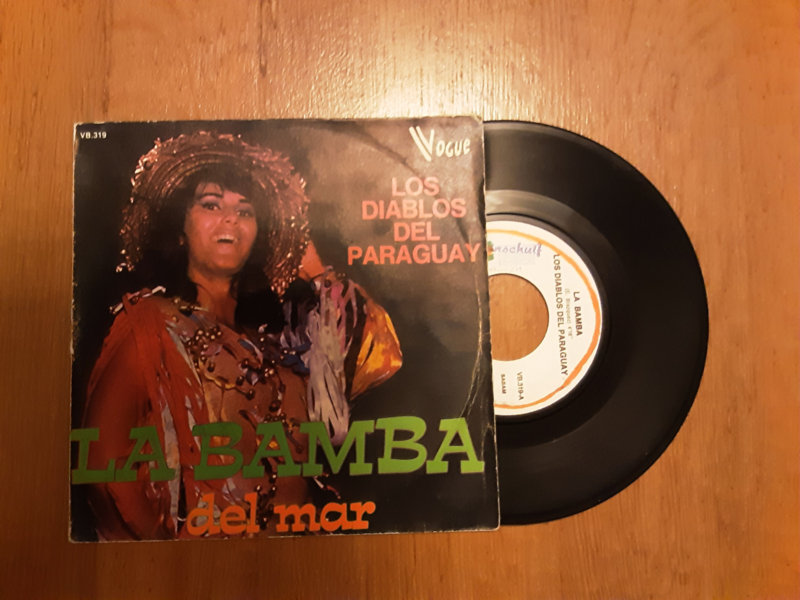 VB.319
VOGUE
LOS
DIABLOS
DEL
PARAGUAY
LA BAMBA
del mar
LA BAMBA
LOS DIABLOS DEL PARAGUAY
VB.319-A
SADAM